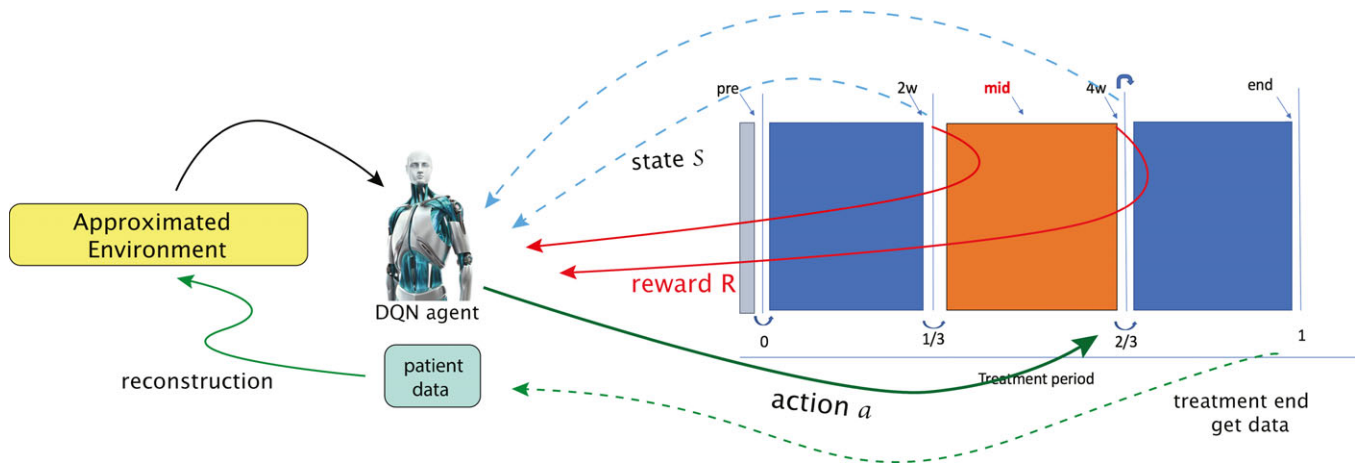 pre
2w
mid
4w
end
state S
Approximated
Environment
reward R
DQN agent
0
1/3
2/3
1
patient
data
reconstruction
Treatment period
action a
treatment end
get data